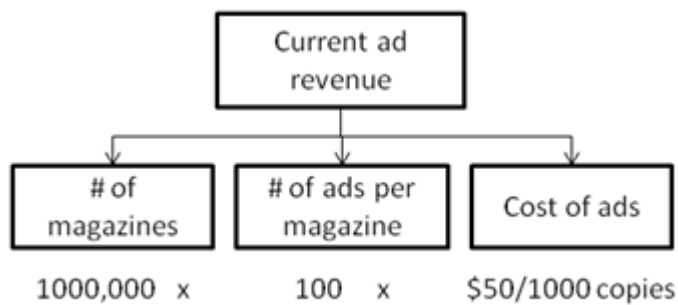 Current ad
revenue
# of
magazines
# of ads per
magazine
Cost of ads
1000,000 x
100 x
$50/1000 copies